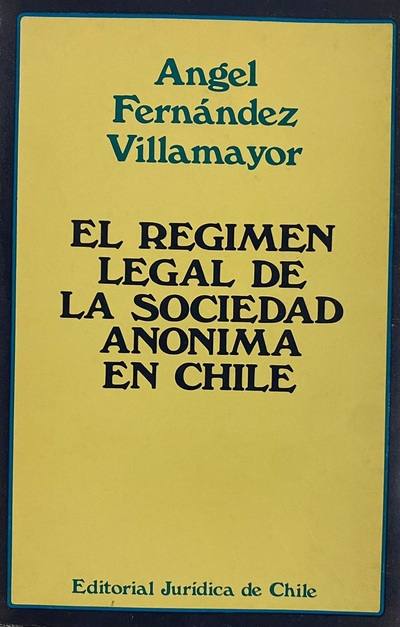 Angel
Fernández
Villamayor
EL REGIMEN
LEGAL DE
LA SOCIEDAD
ANONIMA
EN CHILE
Editorial Jurídica de Chile